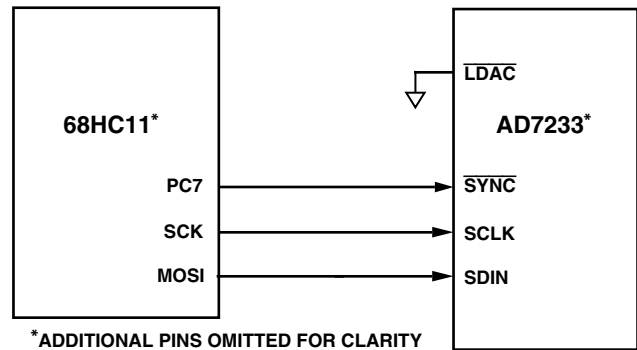 LDAC
68HC11*
AD7233*
PC7
SYNC
SCK
SCLK
MOSI
SDIN
*ADDITIONAL PINS OMITTED FOR CLARITY